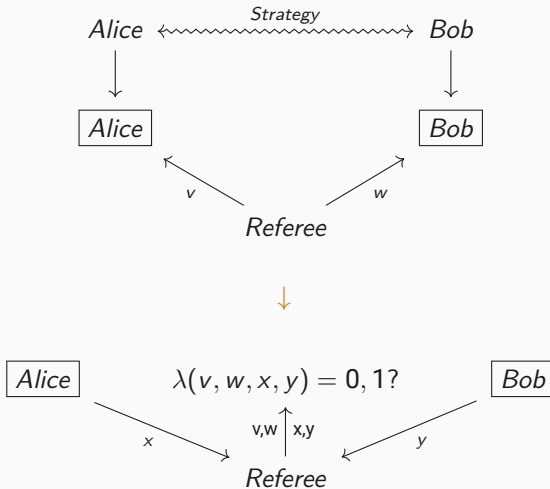 Strategy
Alice Bob
Alice Bob
v w
Referee
Alice λ(v, w, x, y) = 0, 1? Bob
v,w x,y
x y
Referee